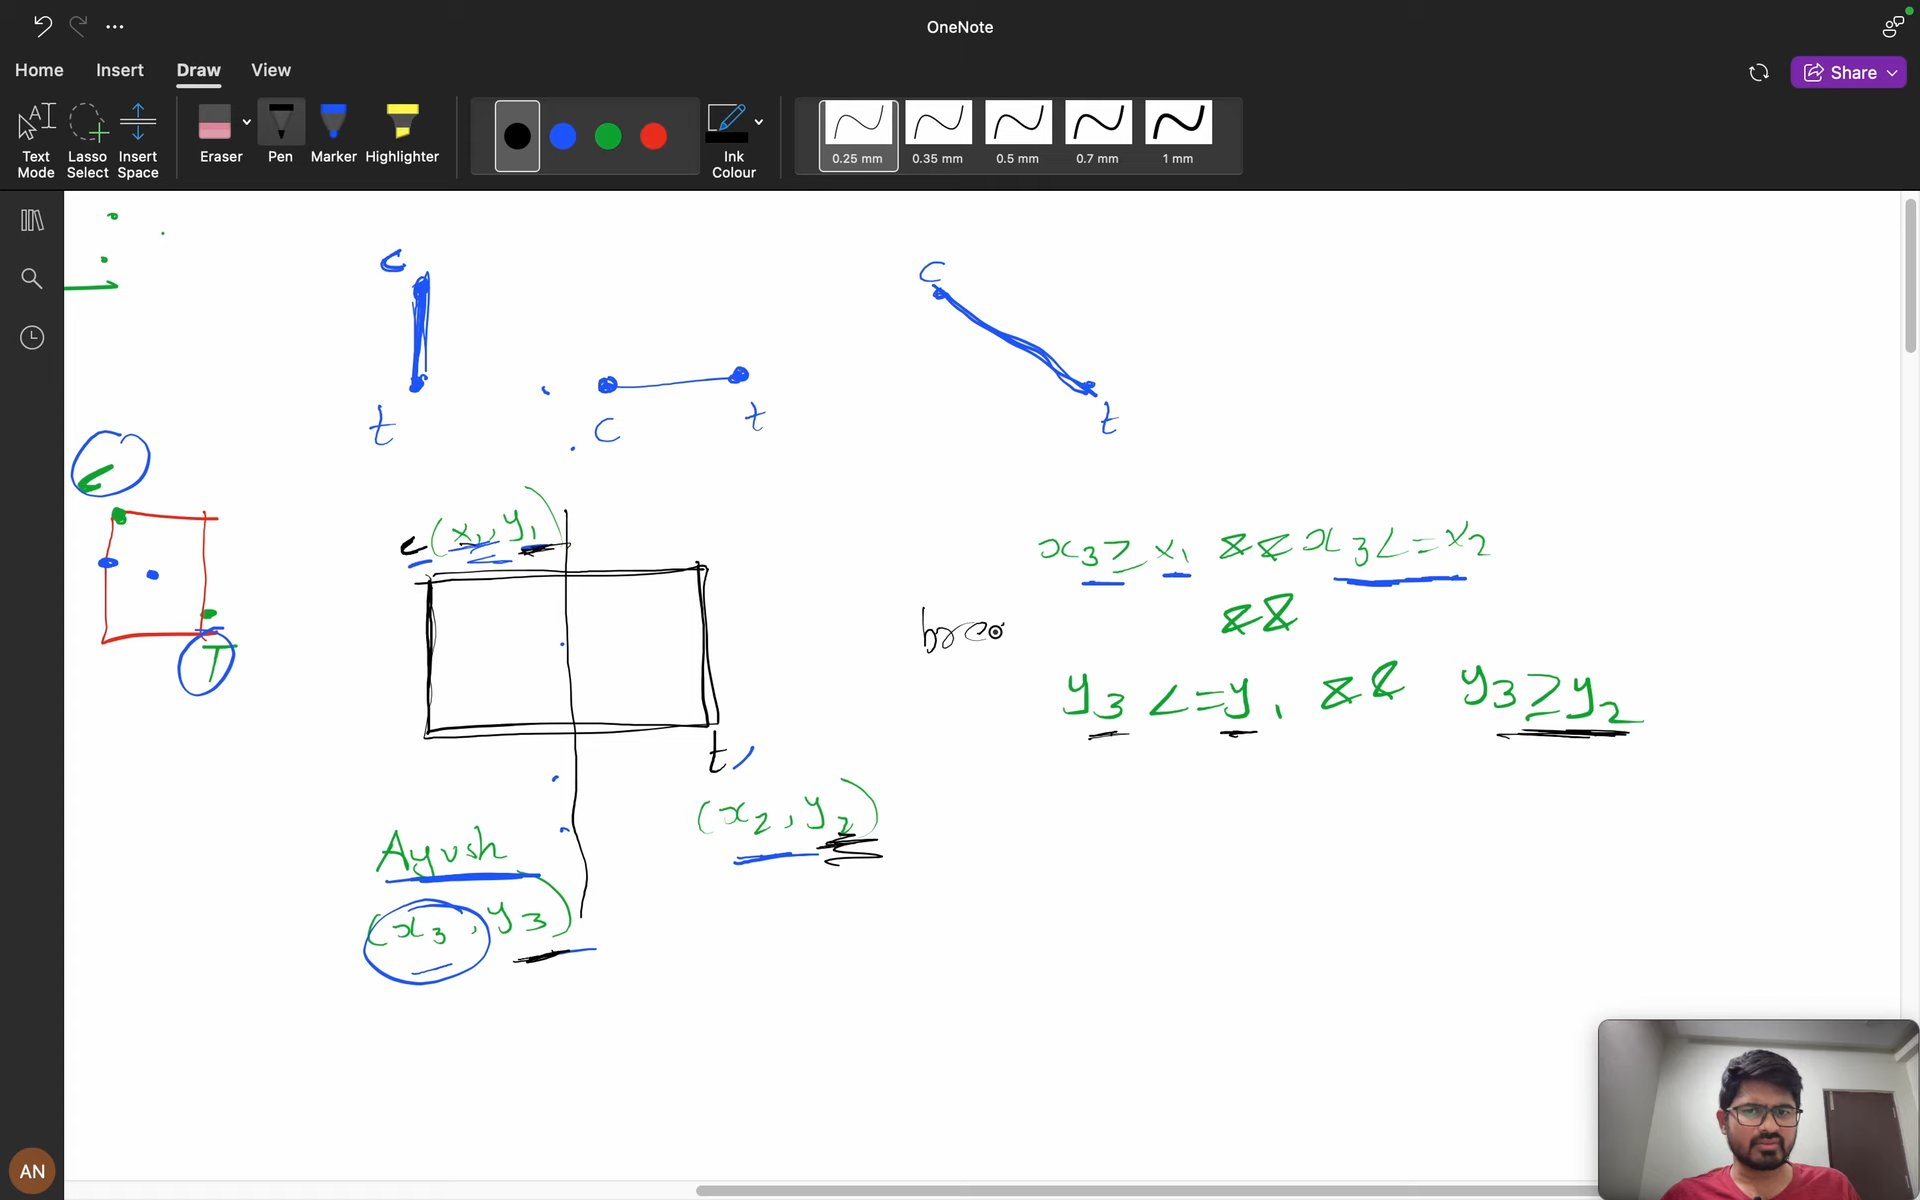 OneNote
Home Insert Draw View
Share
Text Mode
Lasso Select
Insert Space
Eraser
Pen
Marker
Highlighter
Ink Colour
0.25 mm
0.35 mm
0.5 mm
0.7 mm
1 mm
c
t
c t
c
t
c
T
c (x1, y1)
t,
(x2, y2)
Ayush
(x3, y3)
x3 ≥ x1 && x3 <= x2
&&
y3 <= y1 && y3 ≥ y2
brea
AN